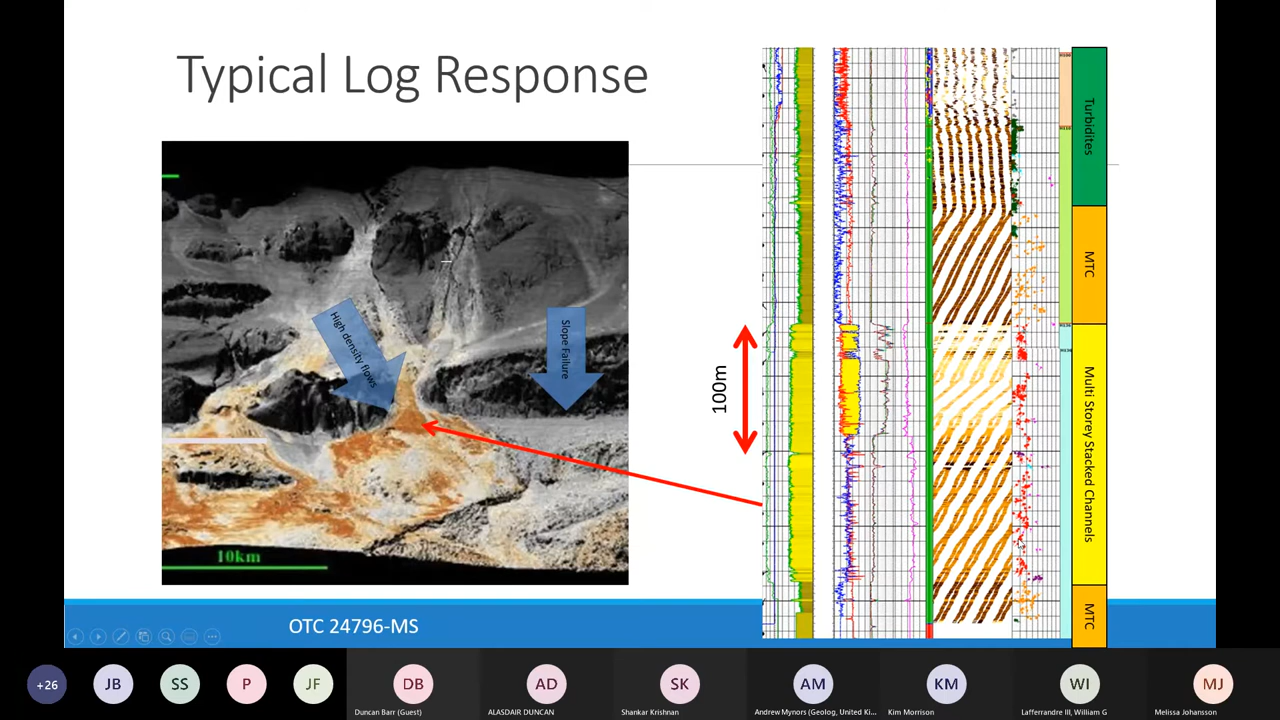 Typical Log Response
High density flows
Slope Failure
10km
100m
Turbidites
MTC
Multi Storey Stacked Channels
MTC
OTC 24796-MS
+26
JB
SS
P
JF
DB
Duncan Barr (Guest)
AD
ALASDAIR DUNCAN
SK
Shankar Krishnan
AM
Andrew Mynors (Geolog, United Ki...
KM
Kim Morrison
WI
Lafferrandre III, William G
MJ
Melissa Johansson